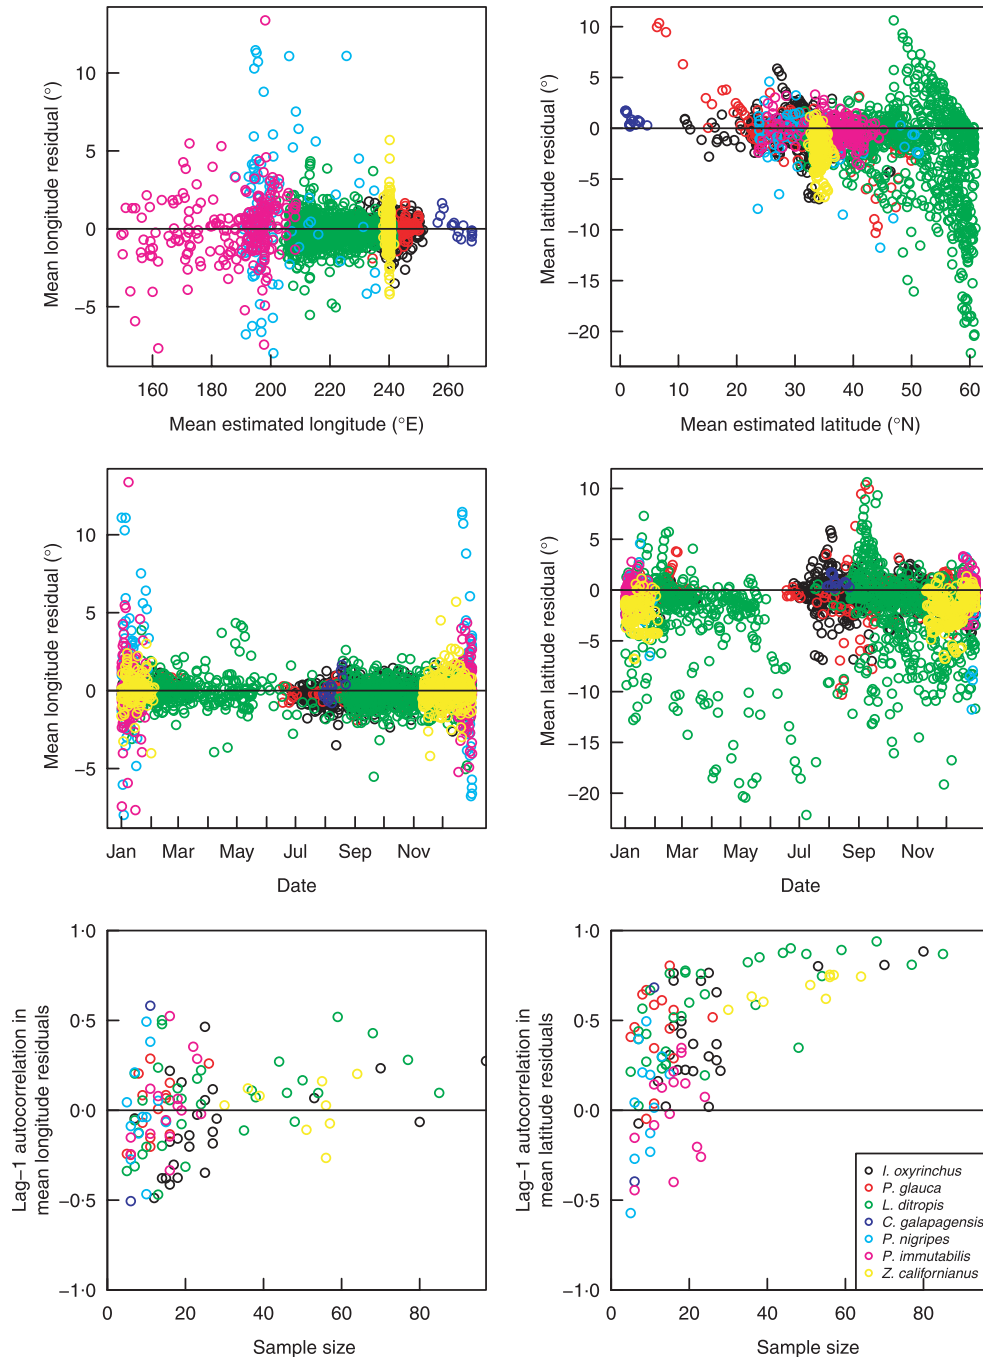 Mean longitude residual (°)
10
5
0
−5
160 180 200 220 240 260
Mean estimated longitude (°E)
Mean latitude residual (°)
10
5
0
−5
−10
−15
−20
0 10 20 30 40 50 60
Mean estimated latitude (°N)
Mean longitude residual (°)
10
5
0
−5
Jan Mar May Jul Sep Nov
Date
Mean latitude residual (°)
10
5
0
−5
−10
−15
−20
Jan Mar May Jul Sep Nov
Date
Lag−1 autocorrelation in
mean longitude residuals
1·0
0·5
0·0
−0·5
−1·0
0 20 40 60 80
Sample size
Lag−1 autocorrelation in
mean latitude residuals
1·0
0·5
0·0
−0·5
−1·0
I. oxyrinchus
P. glauca
L. ditropis
C. galapagensis
P. nigripes
P. immutabilis
Z. californianus
0 20 40 60 80
Sample size